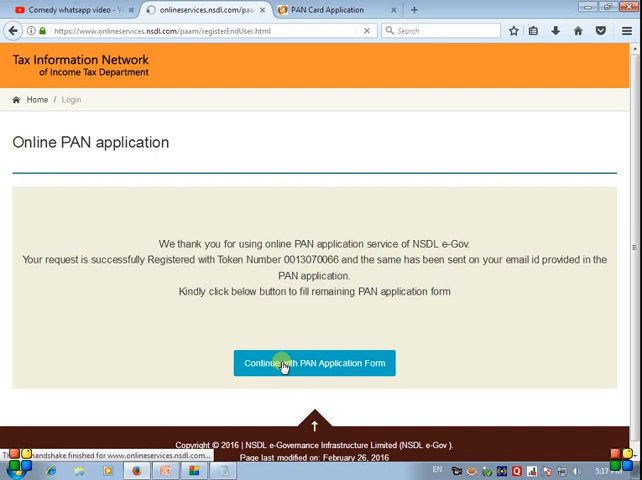 Comedy whatsapp video - Y
onlineservices.nsdl.com/paa
PAN Card Application
https://www.onlineservices.nsdl.com/paam/registerEndUser.html
Search
Tax Information Network
of Income Tax Department
Home / Login
Online PAN application
We thank you for using online PAN application service of NSDL e-Gov.
Your request is successfully Registered with Token Number 0013070066 and the same has been sent on your email id provided in the
PAN application.
Kindly click below button to fill remaining PAN application form
Continue with PAN Application Form
Copyright © 2016 | NSDL e-Governance Infrastructure Limited (NSDL e-Gov ).
Page last modified on: February 26, 2016
handshake finished for www.onlineservices.nsdl.com...
EN
5:17